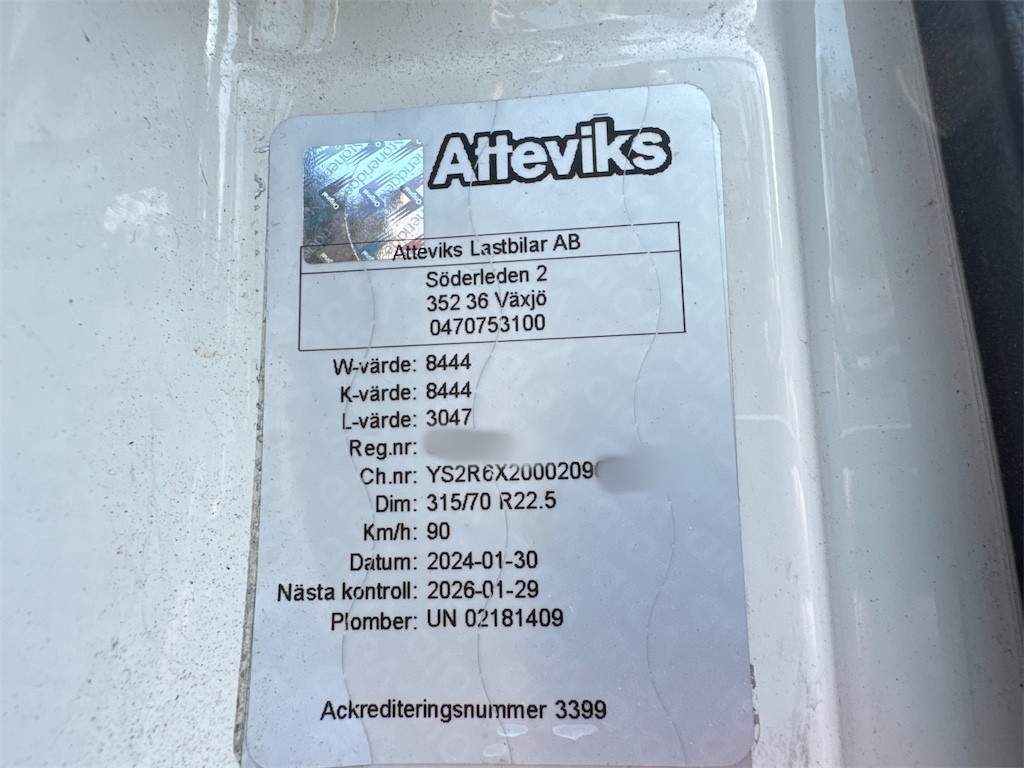 Atteviks
Atteviks Lastbilar AB
Söderleden 2
352 36 Växjö
0470753100
W-värde: 8444
K-värde: 8444
L-värde: 3047
Reg.nr:
Ch.nr: YS2R6X2000209
Dim: 315/70 R22.5
Km/h: 90
Datum: 2024-01-30
Nästa kontroll: 2026-01-29
Plomber: UN 02181409
Ackrediteringsnummer 3399